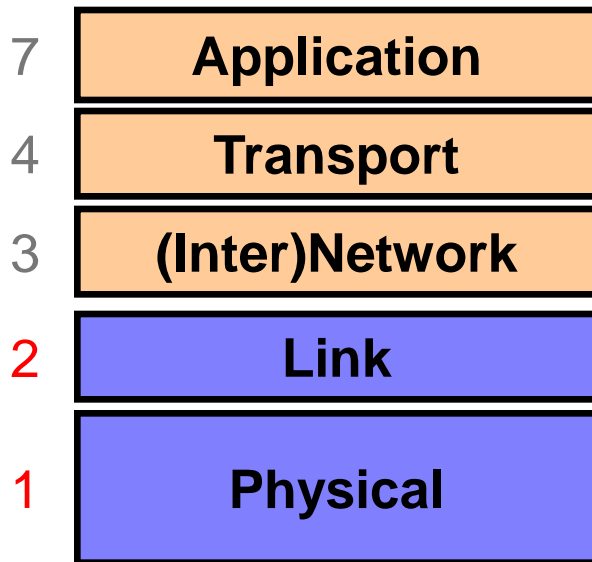 7 Application
4 Transport
3 (Inter)Network
2 Link
1 Physical